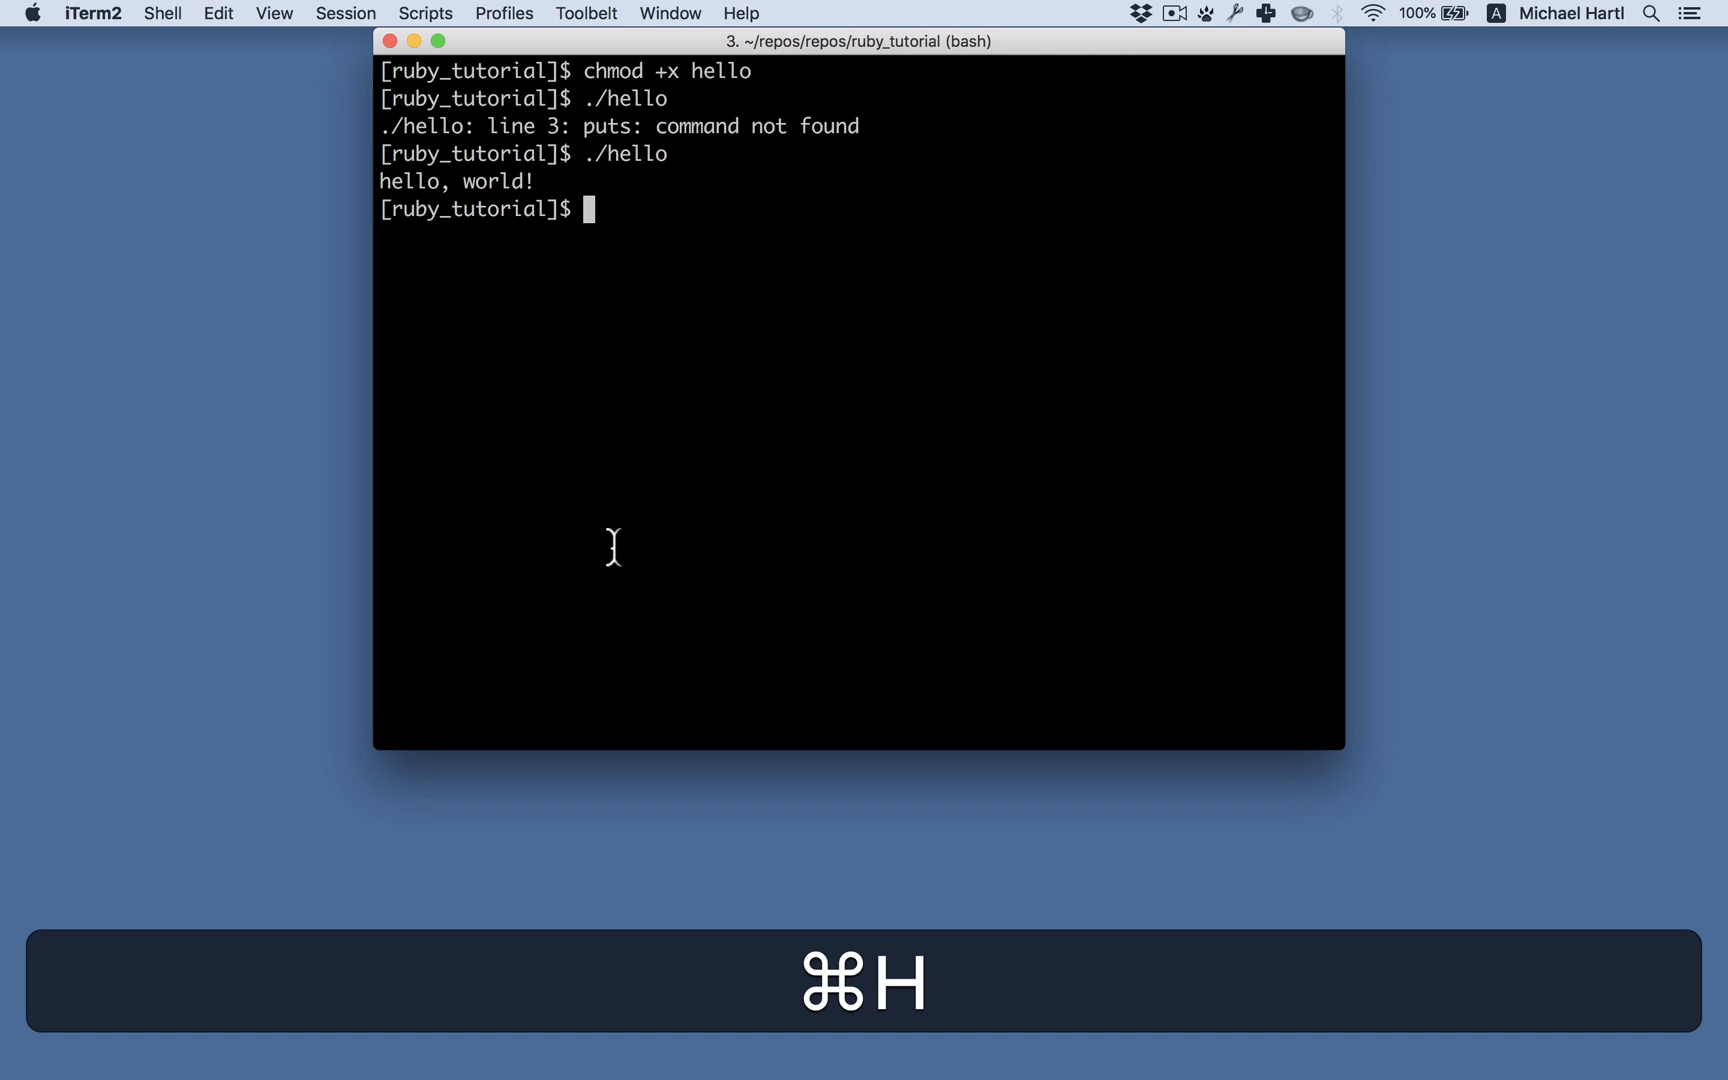 iTerm2 Shell Edit View Session Scripts Profiles Toolbelt Window Help 100% A Michael Hartl
3. ~/repos/repos/ruby_tutorial (bash)
[ruby_tutorial]$ chmod +x hello
[ruby_tutorial]$ ./hello
./hello: line 3: puts: command not found
[ruby_tutorial]$ ./hello
hello, world!
[ruby_tutorial]$
⌘H